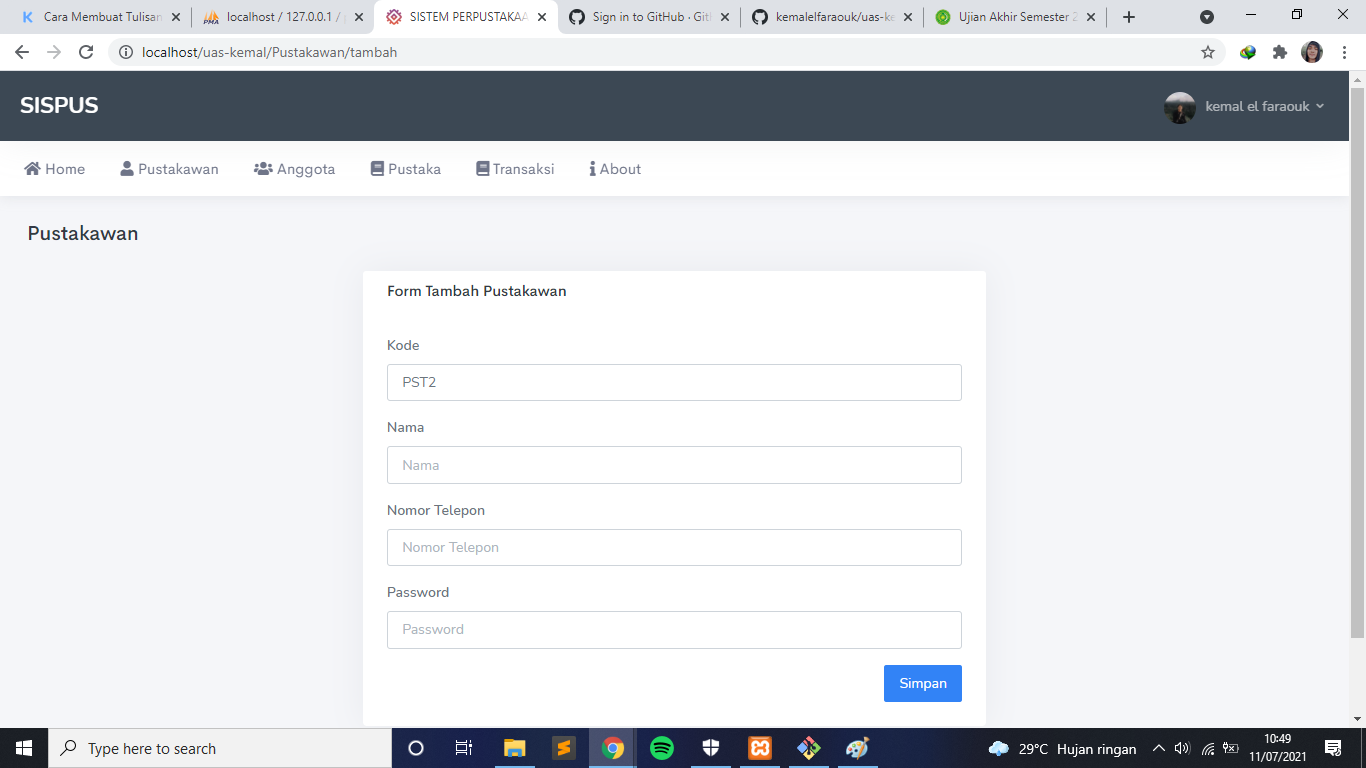 Cara Membuat Tulisan
localhost / 127.0.0.1 /
SISTEM PERPUSTAKAA
Sign in to GitHub · Git
kemalelfaraouk/uas-ke
Ujian Akhir Semester 2
localhost/uas-kemal/Pustakawan/tambah
SISPUS
kemal el faraouk
Home Pustakawan Anggota Pustaka Transaksi About
Pustakawan
Form Tambah Pustakawan
Kode
PST2
Nama
Nama
Nomor Telepon
Nomor Telepon
Password
Password
Simpan
Type here to search
29°C Hujan ringan
10:49
11/07/2021